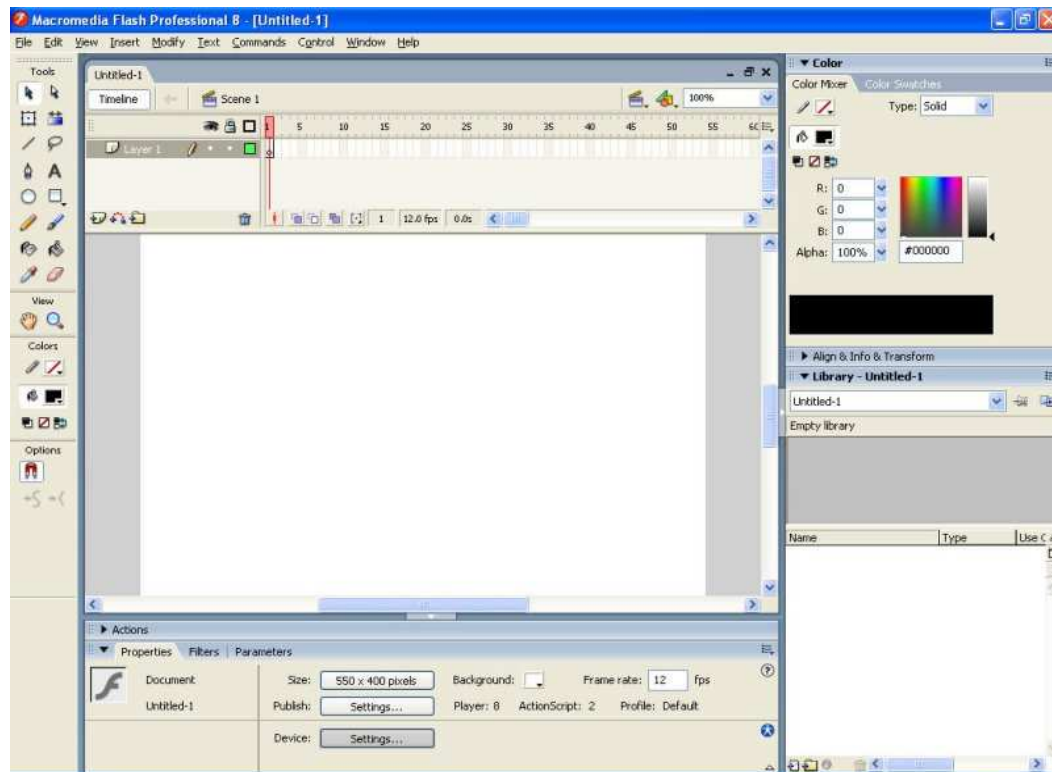 Macromedia Flash Professional 8 - [Untitled-1]
File Edit View Insert Modify Text Commands Control Window Help
Tools
View
Colors
Options
Untitled-1
Timeline
Scene 1
100%
1 5 10 15 20 25 30 35 40 45 50 55
Layer 1
1 12.0 fps 0.0s
Actions
Properties Filters Parameters
Document
Untitled-1
Size: 550 x 400 pixels Background: Frame rate: 12 fps
Publish: Settings... Player: 8 ActionScript: 2 Profile: Default
Device: Settings...
Color
Color Mixer Color Swatches
Type: Solid
R: 0
G: 0
B: 0
Alpha: 100% #000000
Align & Info & Transform
Library - Untitled-1
Untitled-1
Empty library
Name Type Use C